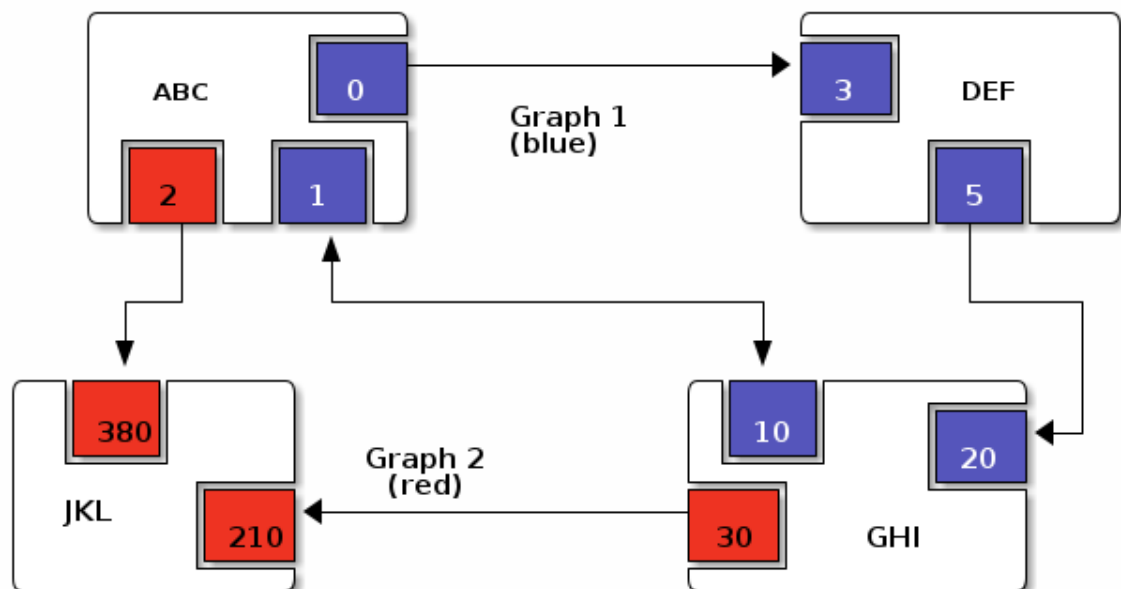 ABC
0
2
1
Graph 1
(blue)
3
DEF
5
380
JKL
210
Graph 2
(red)
10
20
30
GHI